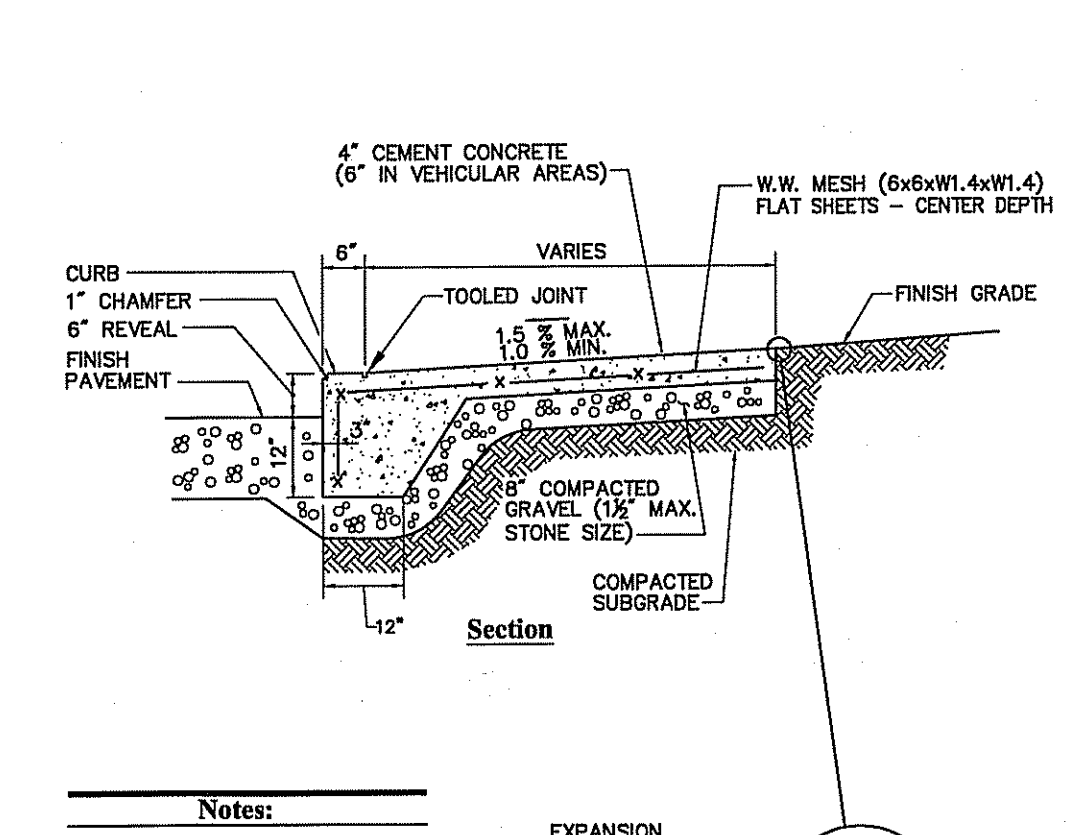 4" CEMENT CONCRETE
(6" IN VEHICULAR AREAS)
W.W. MESH (6x6xW1.4xW1.4)
FLAT SHEETS – CENTER DEPTH
6"
VARIES
CURB
1" CHAMFER
6" REVEAL
FINISH
PAVEMENT
TOOLED JOINT
FINISH GRADE
1.5 % MAX.
1.0 % MIN.
3"
12"
8" COMPACTED
GRAVEL (1½" MAX.
STONE SIZE)
COMPACTED
SUBGRADE
12"
Section
Notes:
EXPANSION